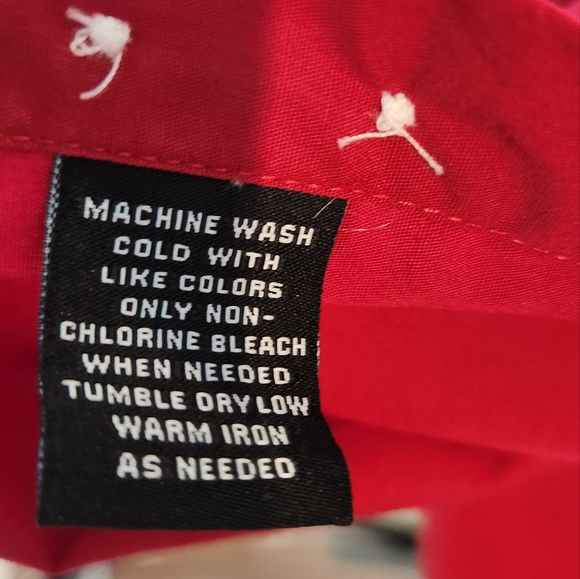 MACHINE WASH
COLD WITH
LIKE COLORS
ONLY NON-
CHLORINE BLEACH
WHEN NEEDED
TUMBLE DRY LOW
WARM IRON
AS NEEDED